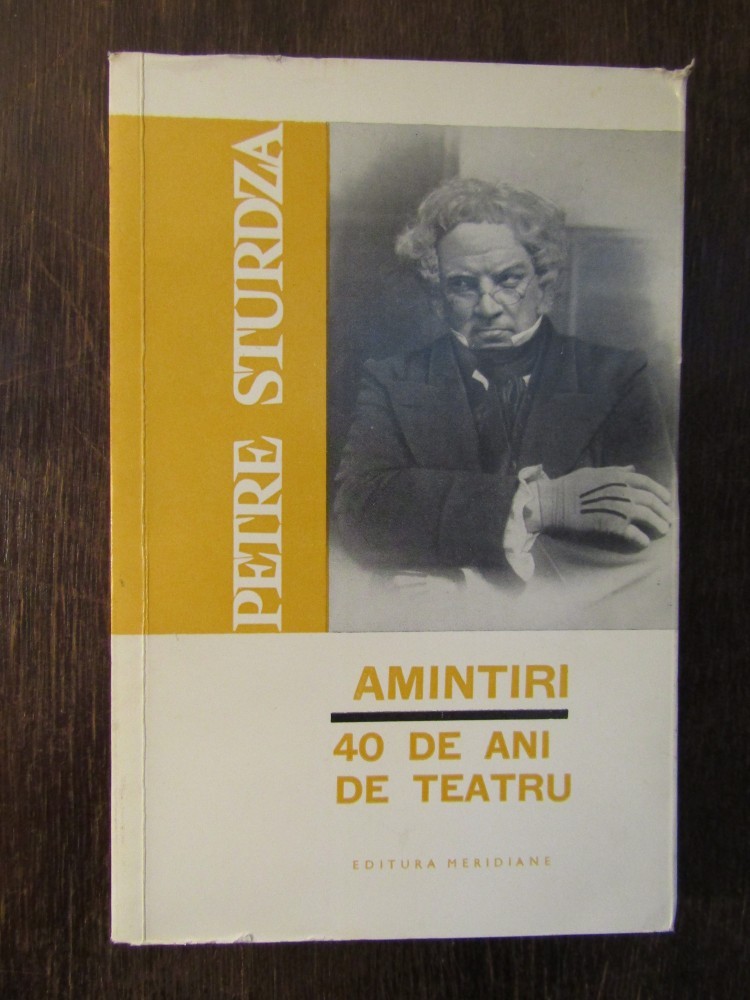 PETRE STURDZA
AMINTIRI
40 DE ANI
DE TEATRU
EDITURA MERIDIANE